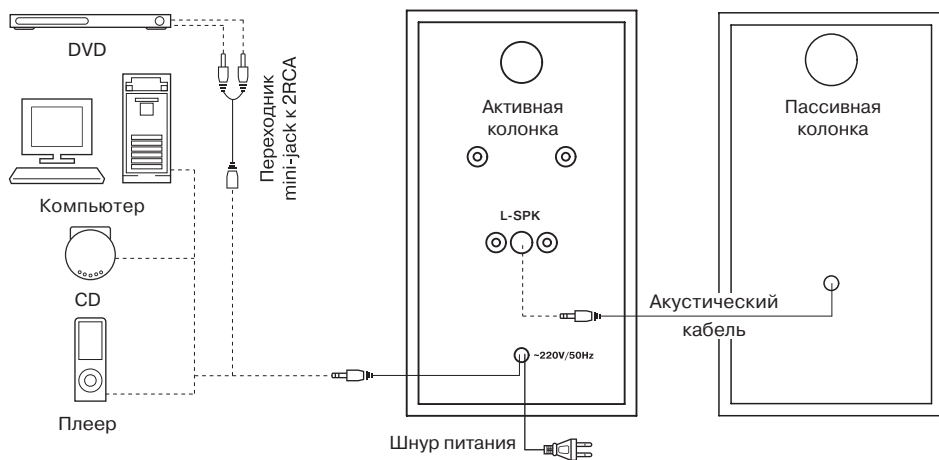 DVD
Компьютер
CD
Плеер
Переходник
mini-jack к 2RCA
Активная
колонка
L-SPK
~220V/50Hz
Шнур питания
Акустический
кабель
Пассивная
колонка